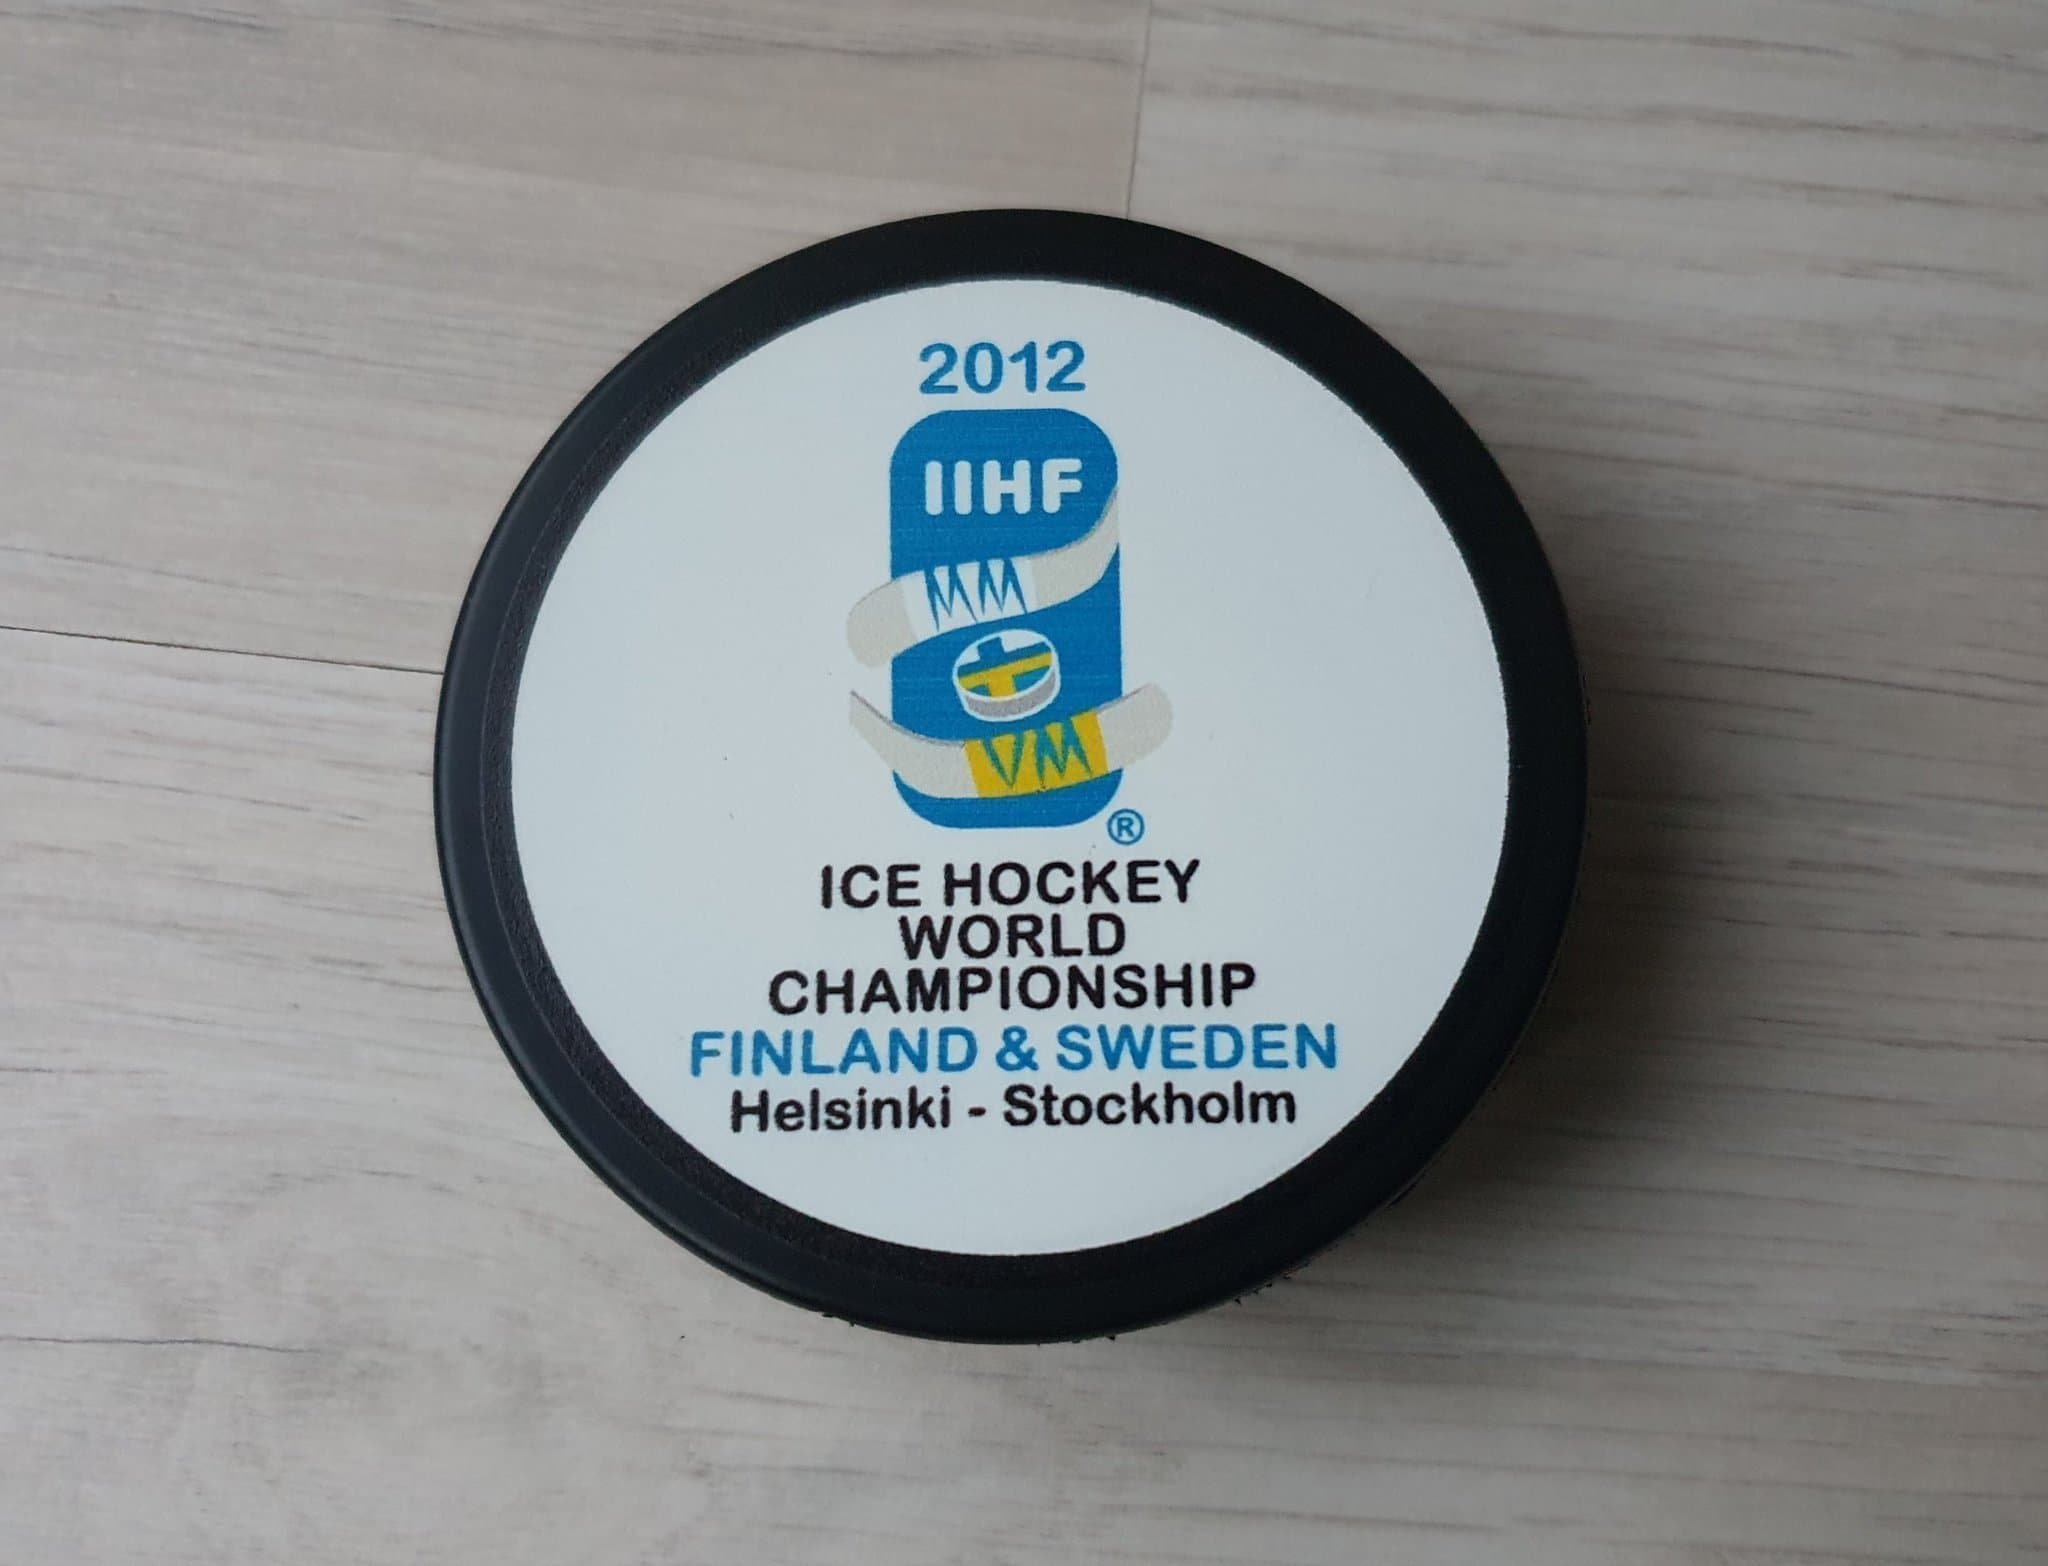 2012
IIHF
MM
VM
®
ICE HOCKEY
WORLD
CHAMPIONSHIP
FINLAND & SWEDEN
Helsinki - Stockholm